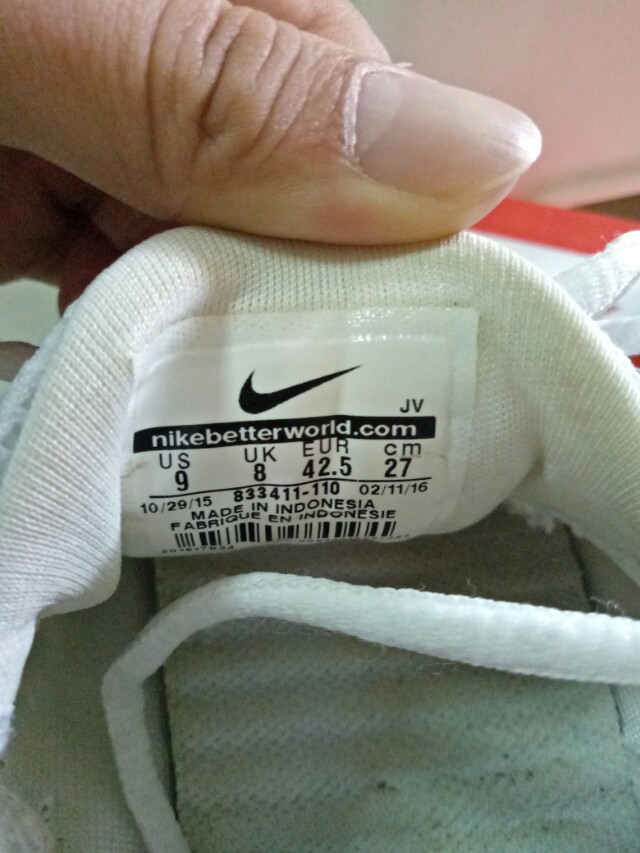 JV
nikebetterworld.com
US UK EUR cm
9 8 42.5 27
10/29/15 833411-110 02/11/16
MADE IN INDONESIA
FABRIQUE EN INDONESIE